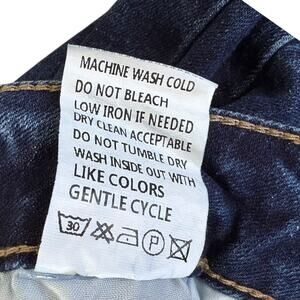 MACHINE WASH COLD
DO NOT BLEACH
LOW IRON IF NEEDED
DRY CLEAN ACCEPTABLE
DO NOT TUMBLE DRY
WASH INSIDE OUT WITH
LIKE COLORS
GENTLE CYCLE
30 P